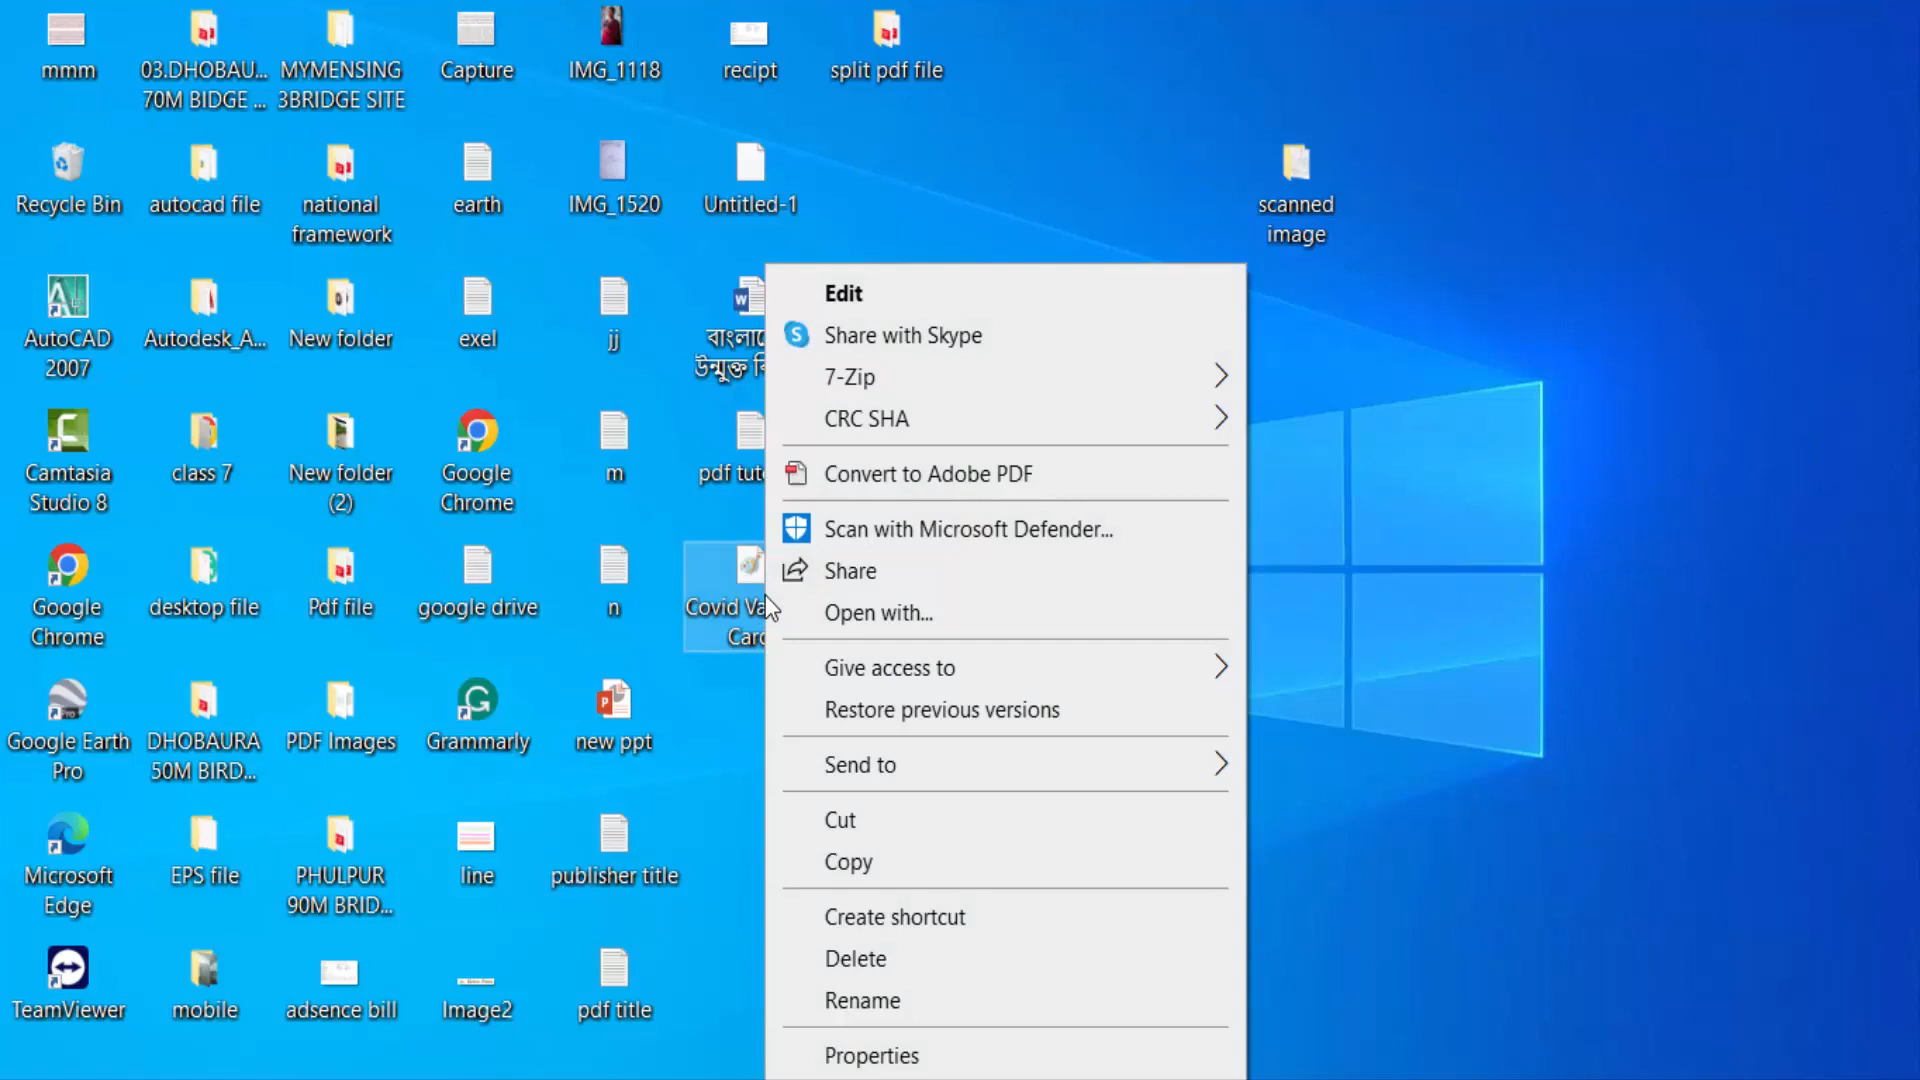 mmm
03.DHOBAU...
70M BIDGE ...
MYMENSING
3BRIDGE SITE
Capture
IMG_1118
recipt
split pdf file
Recycle Bin
autocad file
national
framework
earth
IMG_1520
Untitled-1
scanned
image
AutoCAD
2007
Autodesk_A...
New folder
exel
jj
উন্মুক্ত
Camtasia
Studio 8
class 7
New folder
(2)
Google
Chrome
m
pdf
Google
Chrome
desktop file
Pdf file
google drive
n
Covid
Google Earth
Pro
DHOBAURA
50M BIRD...
PDF Images
Grammarly
new ppt
Microsoft
Edge
EPS file
PHULPUR
90M BRID...
line
publisher title
TeamViewer
mobile
adsence bill
Image2
pdf title
Edit
Share with Skype
7-Zip
CRC SHA
Convert to Adobe PDF
Scan with Microsoft Defender...
Share
Open with...
Give access to
Restore previous versions
Send to
Cut
Copy
Create shortcut
Delete
Rename
Properties